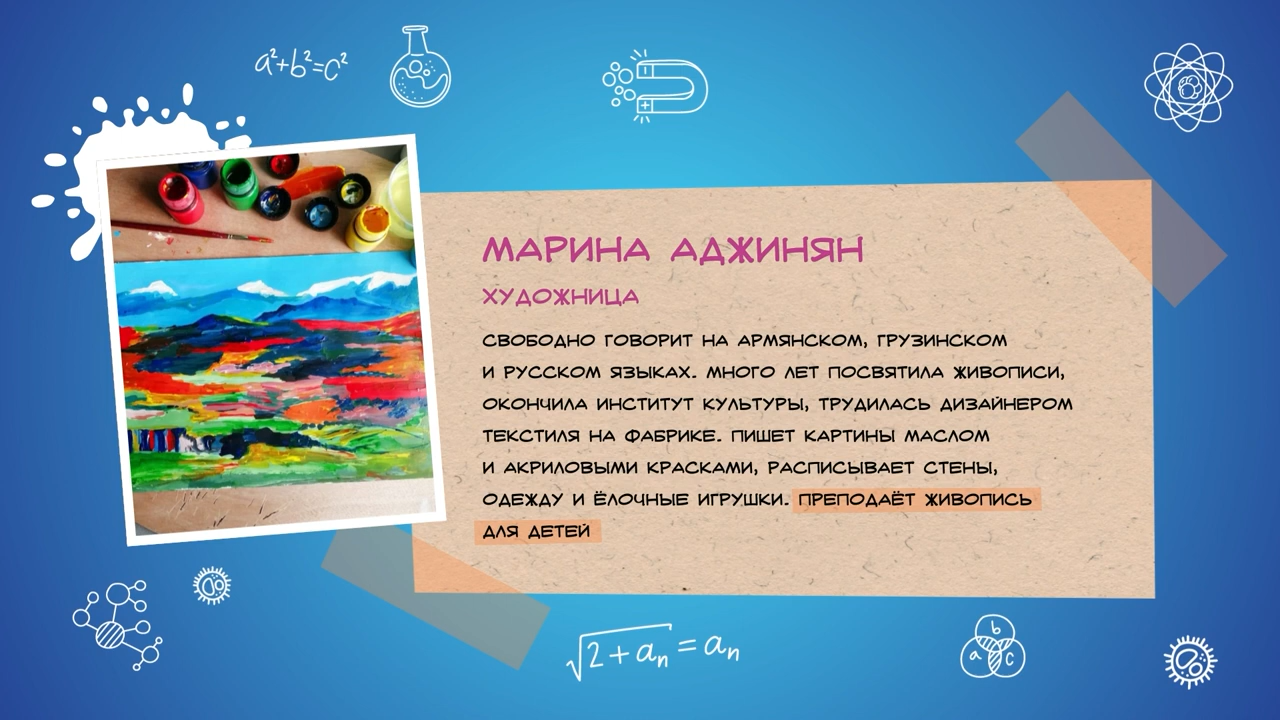 a²+b²=c²
МАРИНА АДЖИНЯН
ХУДОЖНИЦА
СВОБОДНО ГОВОРИТ НА АРМЯНСКОМ, ГРУЗИНСКОМ
И РУССКОМ ЯЗЫКАХ. МНОГО ЛЕТ ПОСВЯТИЛА ЖИВОПИСИ,
ОКОНЧИЛА ИНСТИТУТ КУЛЬТУРЫ, ТРУДИЛАСЬ ДИЗАЙНЕРОМ
ТЕКСТИЛЯ НА ФАБРИКЕ. ПИШЕТ КАРТИНЫ МАСЛОМ
И АКРИЛОВЫМИ КРАСКАМИ, РАСПИСЫВАЕТ СТЕНЫ,
ОДЕЖДУ И ЁЛОЧНЫЕ ИГРУШКИ. ПРЕПОДАЁТ ЖИВОПИСЬ
ДЛЯ ДЕТЕЙ
√2+aₙ = aₙ
b
a c